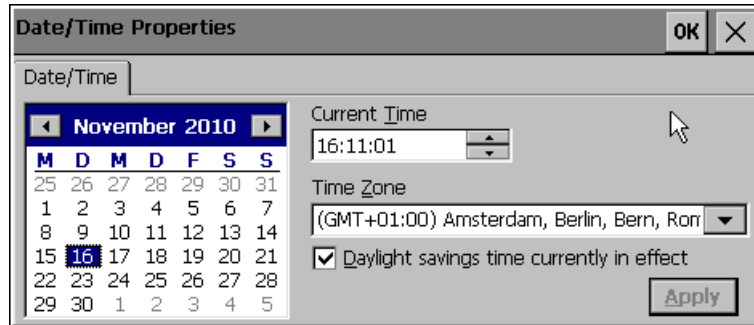 Date/Time Properties OK
Date/Time
November 2010
M D M D F S S
25 26 27 28 29 30 31
1 2 3 4 5 6 7
8 9 10 11 12 13 14
15 16 17 18 19 20 21
22 23 24 25 26 27 28
29 30 1 2 3 4 5
Current Time
16:11:01
Time Zone
(GMT+01:00) Amsterdam, Berlin, Bern, Rom
Daylight savings time currently in effect
Apply